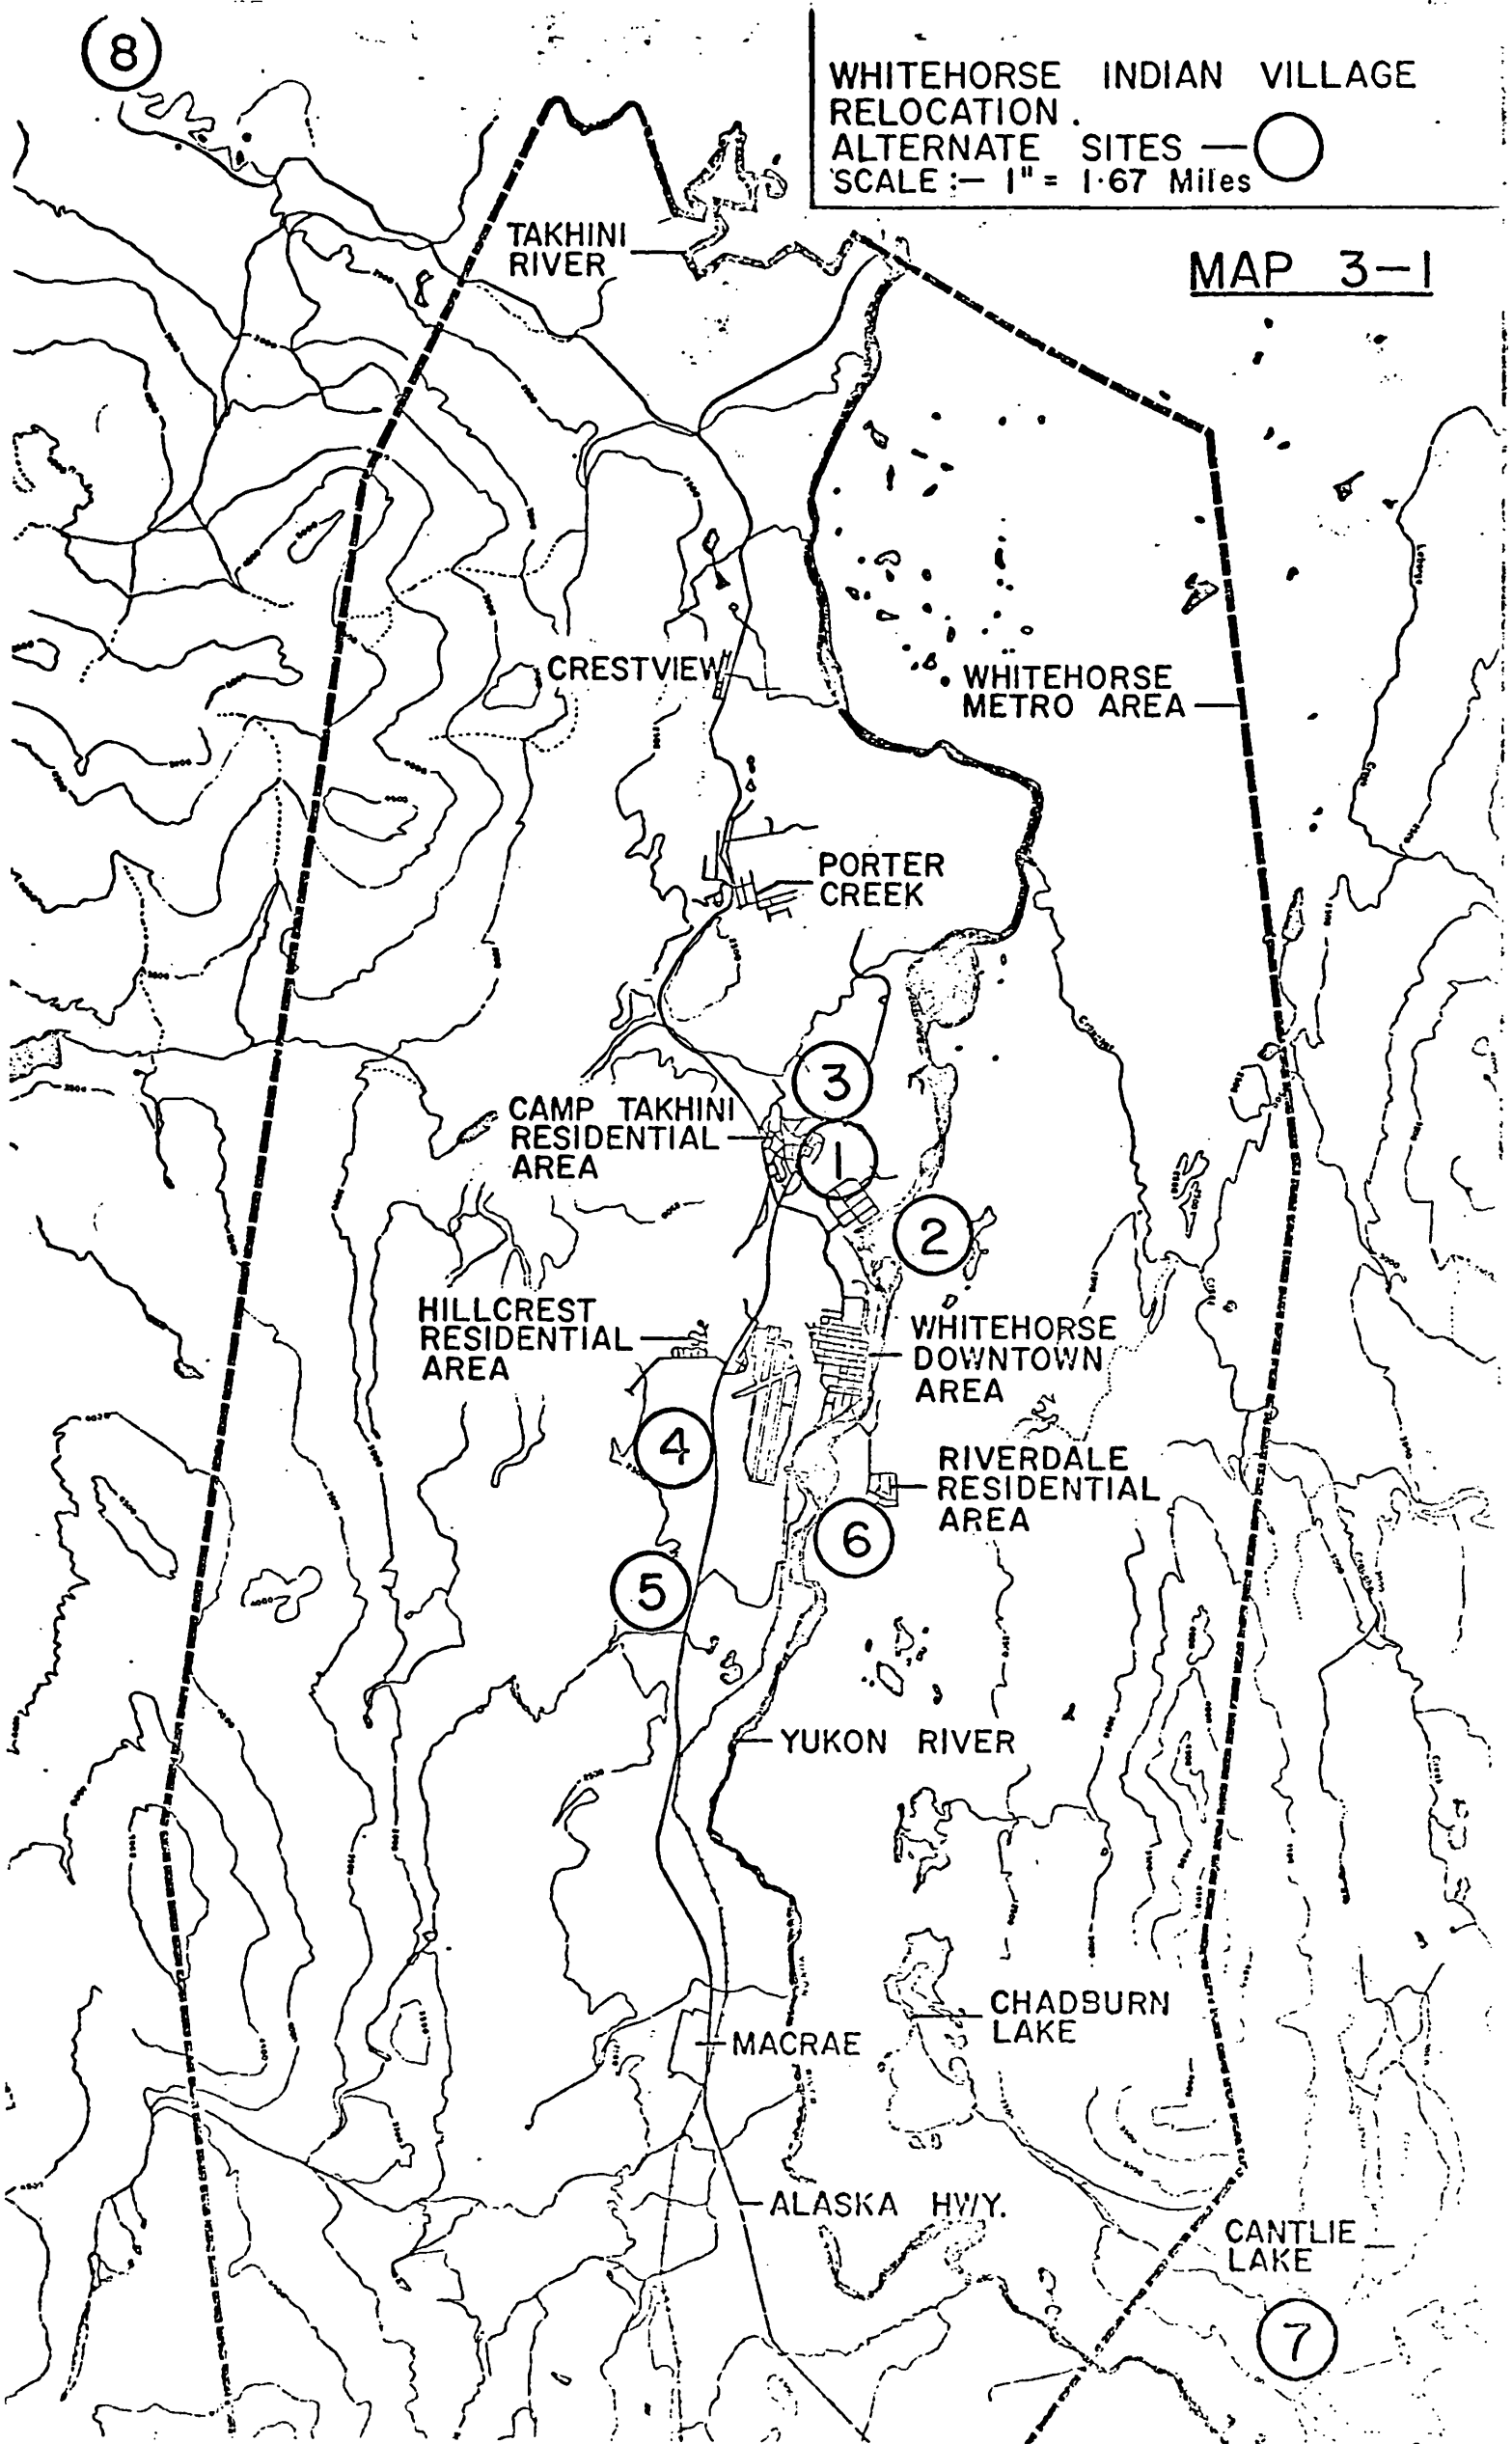 8
WHITEHORSE INDIAN VILLAGE
RELOCATION.
ALTERNATE SITES —
SCALE :— 1" = 1.67 Miles
MAP 3-1
TAKHINI
RIVER
CRESTVIEW
WHITEHORSE
METRO AREA
PORTER
CREEK
3
CAMP TAKHINI
RESIDENTIAL
AREA
1
2
HILLCREST
RESIDENTIAL
AREA
WHITEHORSE
DOWNTOWN
AREA
4
RIVERDALE
RESIDENTIAL
AREA
6
5
YUKON RIVER
CHADBURN
LAKE
MACRAE
ALASKA HWY.
CANTLIE
LAKE
7